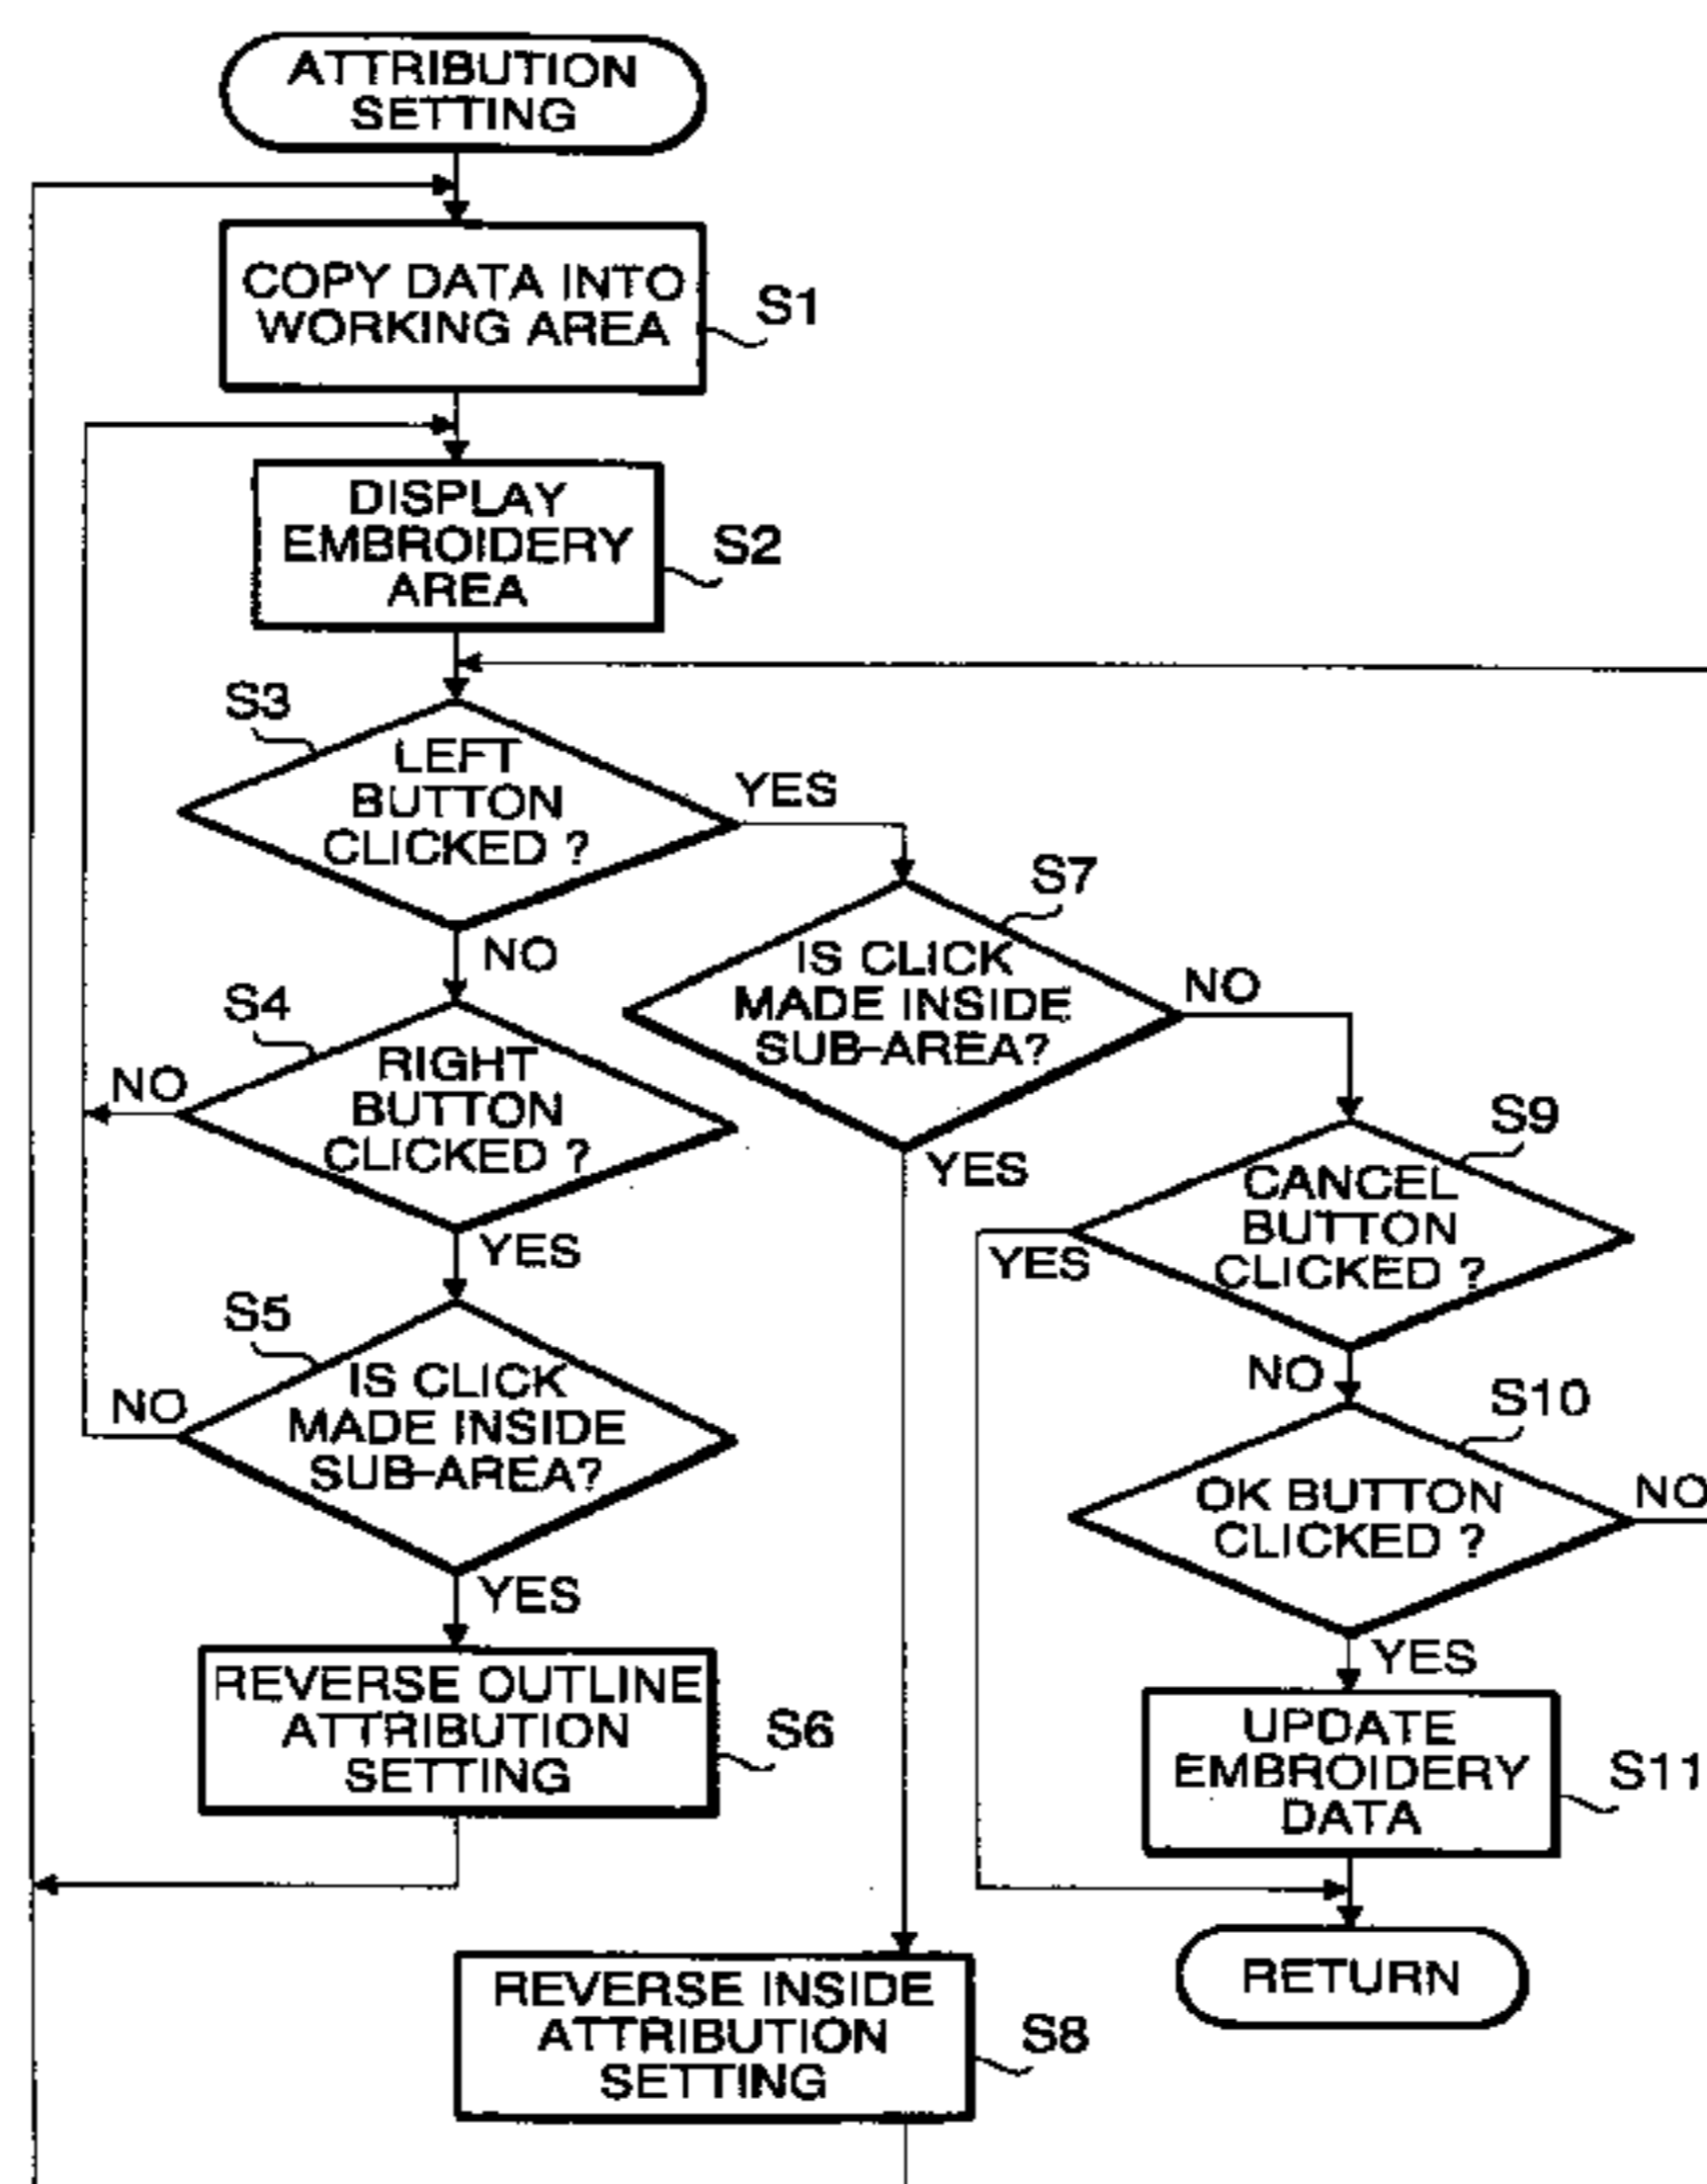 ATTRIBUTION
SETTING
COPY DATA INTO
WORKING AREA
S1
DISPLAY
EMBROIDERY
AREA
S2
S3
LEFT
BUTTON
CLICKED ?
YES
NO
S4
RIGHT
BUTTON
CLICKED ?
NO
YES
S5
IS CLICK
MADE INSIDE
SUB-AREA?
NO
YES
REVERSE OUTLINE
ATTRIBUTION
SETTING
S6
S7
IS CLICK
MADE INSIDE
SUB-AREA?
NO
YES
REVERSE INSIDE
ATTRIBUTION
SETTING
S8
S9
CANCEL
BUTTON
CLICKED ?
YES
NO
S10
OK BUTTON
CLICKED ?
NO
YES
UPDATE
EMBROIDERY
DATA
S11
RETURN